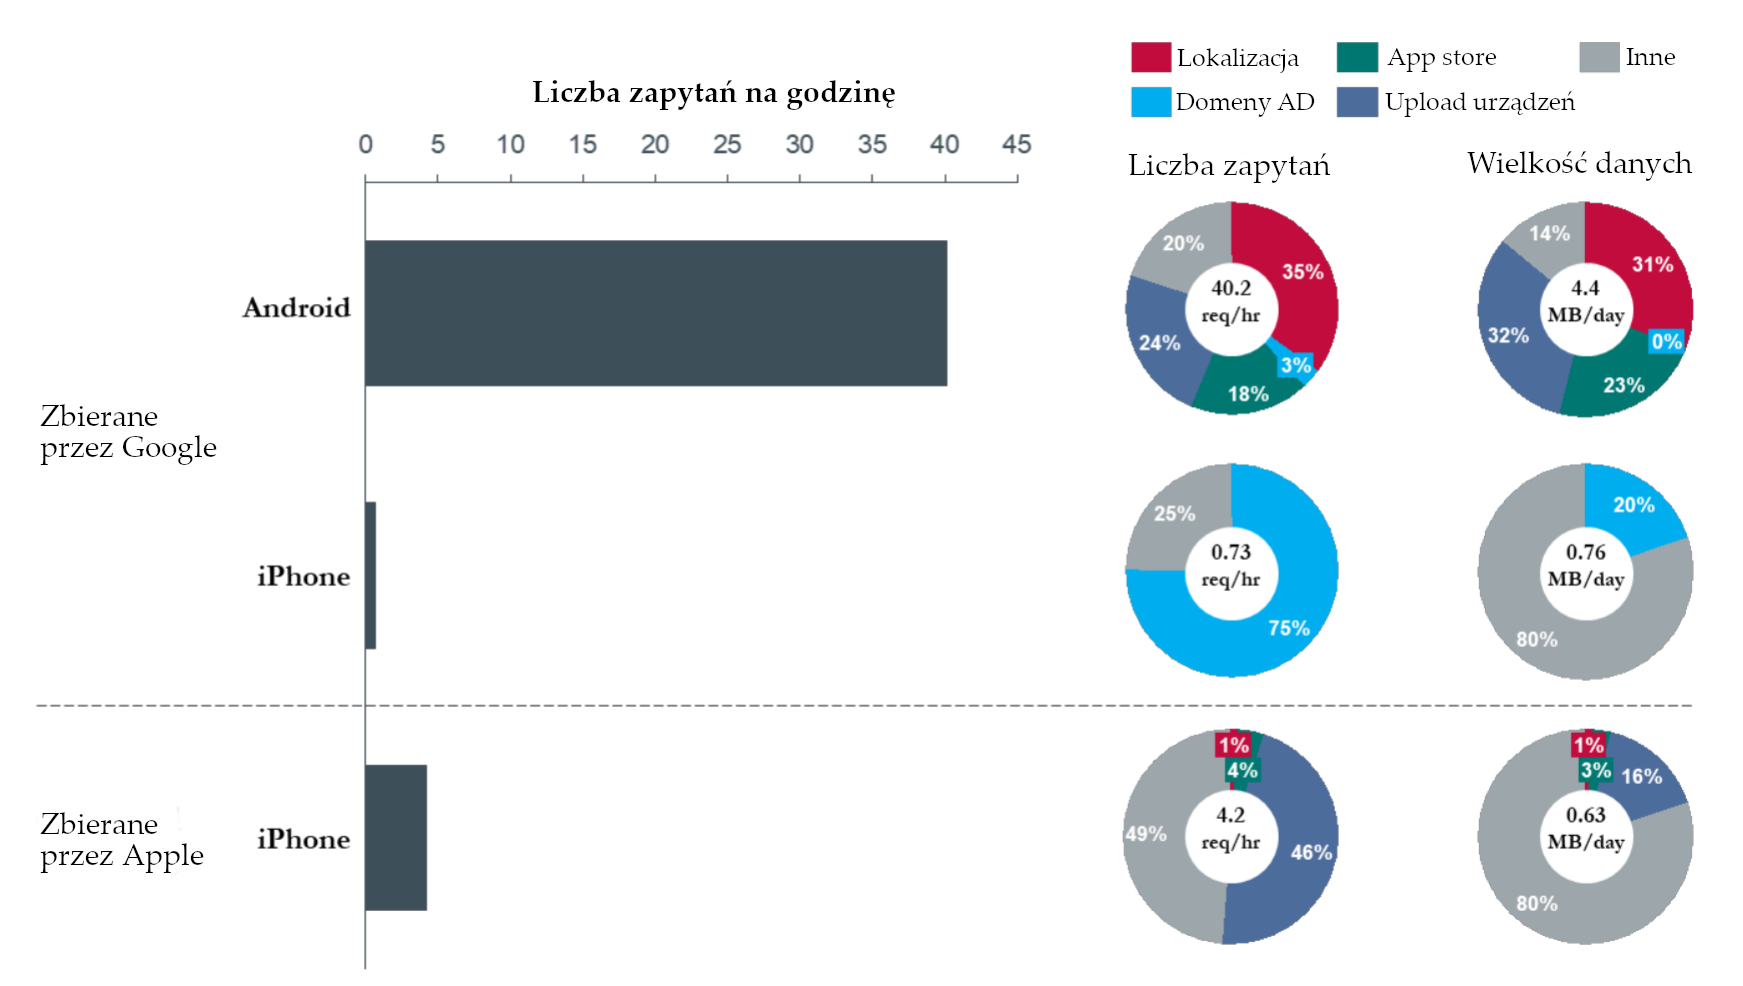 Lokalizacja
App store
Inne
Domeny AD
Upload urządzeń
Liczba zapytań na godzinę
0 5 10 15 20 25 30 35 40 45
Liczba zapytań
Wielkość danych
Zbierane
przez Google
Android
20%
35%
40.2
req/hr
24%
3%
18%
14%
31%
4.4
MB/day
32%
0%
23%
iPhone
25%
0.73
req/hr
75%
20%
0.76
MB/day
80%
Zbierane
przez Apple
iPhone
1%
4%
4.2
req/hr
49%
46%
1%
3%
16%
0.63
MB/day
80%